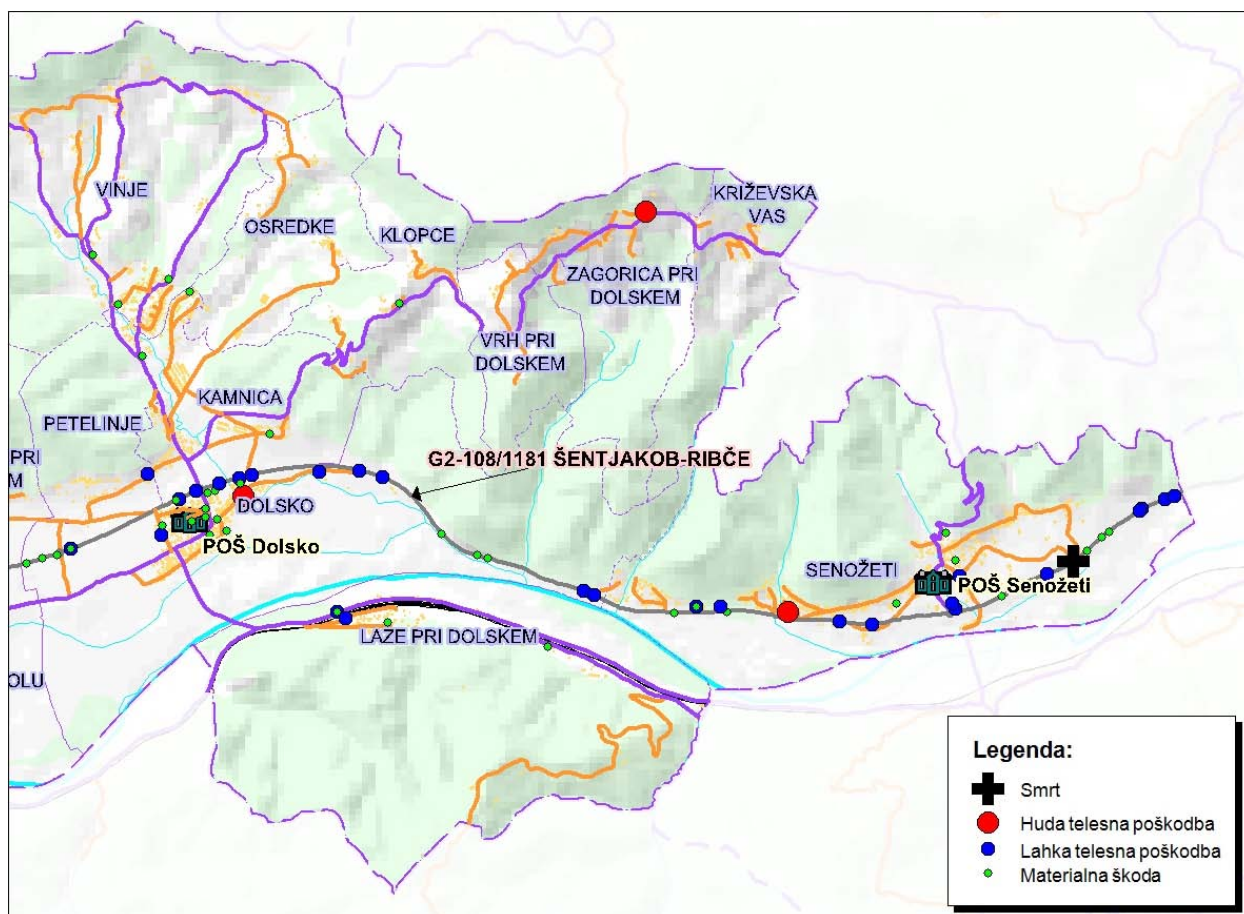 VINJE
OSREDKE
KLOPCE
KRIŽEVSKA
VAS
ZAGORICA PRI
DOLSKEM
VRH PRI
DOLSKEM
KAMNICA
PETELINJE
PRI
M
G2-108/1181 ŠENTJAKOB-RIBČE
DOLSKO
POŠ Dolsko
SENOŽETI
POŠ Senožeti
LAZE PRI DOLSKEM
OLU
Legenda:
Smrt
Huda telesna poškodba
Lahka telesna poškodba
Materialna škoda